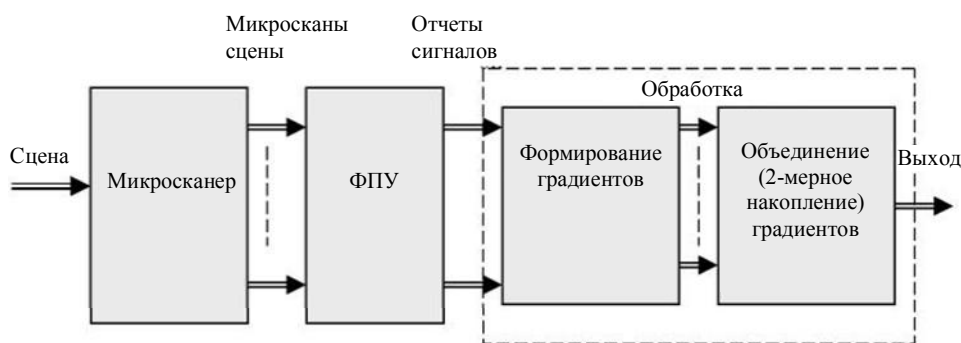 Микросканы
сцены
Отчеты
сигналов
Обработка
Сцена
Микросканер
ФПУ
Формирование
градиентов
Объединение
(2-мерное
накопление)
градиентов
Выход